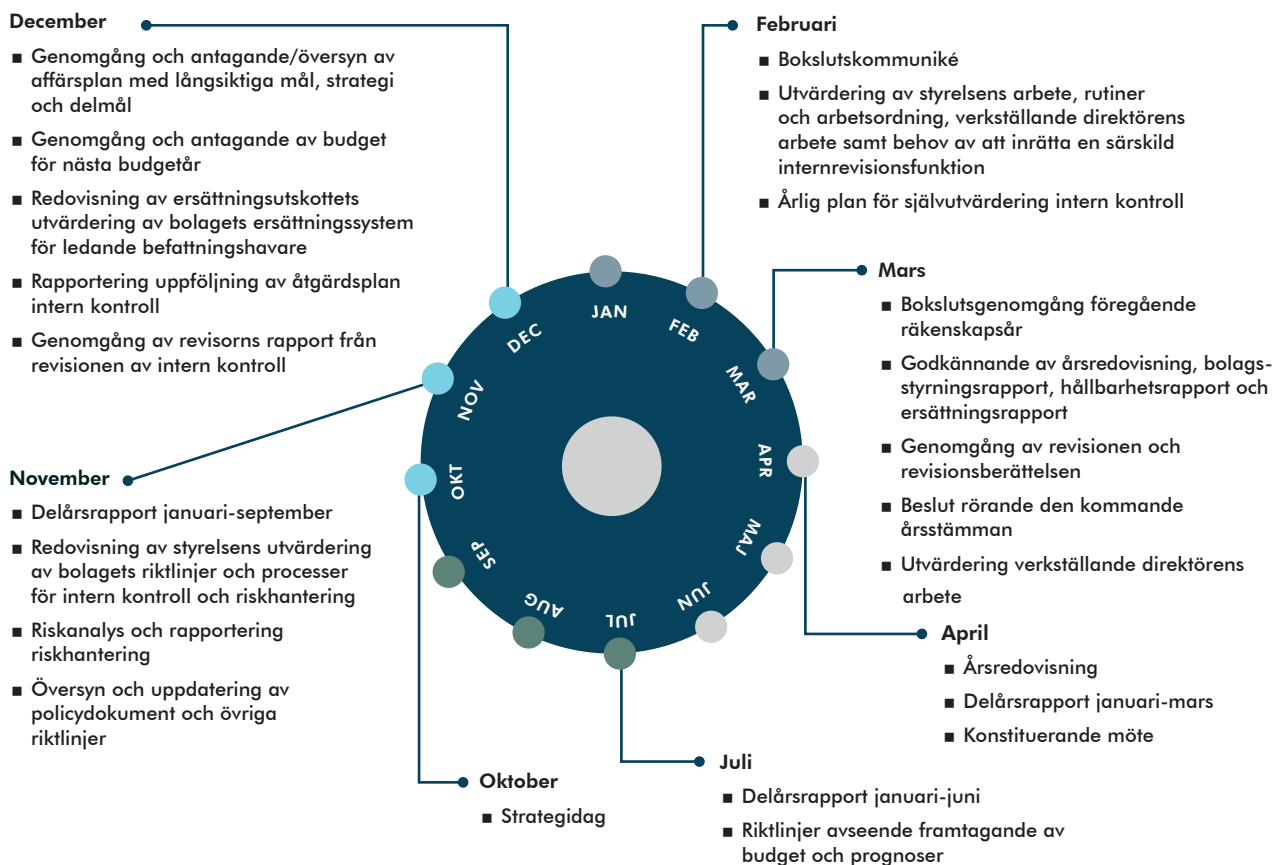 December
▪ Genomgång och antagande/översyn av
affärsplan med långsiktiga mål, strategi
och delmål
▪ Genomgång och antagande av budget
för nästa budgetår
▪ Redovisning av ersättningsutskottets
utvärdering av bolagets ersättningssystem
för ledande befattningshavare
▪ Rapportering uppföljning av åtgärdsplan
intern kontroll
▪ Genomgång av revisorns rapport från
revisionen av intern kontroll
November
▪ Delårsrapport januari-september
▪ Redovisning av styrelsens utvärdering
av bolagets riktlinjer och processer
för intern kontroll och riskhantering
▪ Riskanalys och rapportering
riskhantering
▪ Översyn och uppdatering av
policydokument och övriga
riktlinjer
JAN
FEB
MAR
APR
MAJ
JUN
JUL
AUG
SEP
OKT
NOV
DEC
Februari
▪ Bokslutskommuniké
▪ Utvärdering av styrelsens arbete, rutiner
och arbetsordning, verkställande direktörens
arbete samt behov av att inrätta en särskild
internrevisionsfunktion
▪ Årlig plan för självutvärdering intern kontroll
Mars
▪ Bokslutsgenomgång föregående
räkenskapsår
▪ Godkännande av årsredovisning, bolags-
styrningsrapport, hållbarhetsrapport och
ersättningsrapport
▪ Genomgång av revisionen och
revisionsberättelsen
▪ Beslut rörande den kommande
årsstämman
▪ Utvärdering verkställande direktörens
arbete
April
▪ Årsredovisning
▪ Delårsrapport januari-mars
▪ Konstituerande möte
Juli
▪ Delårsrapport januari-juni
▪ Riktlinjer avseende framtagande av
budget och prognoser
Oktober
▪ Strategidag